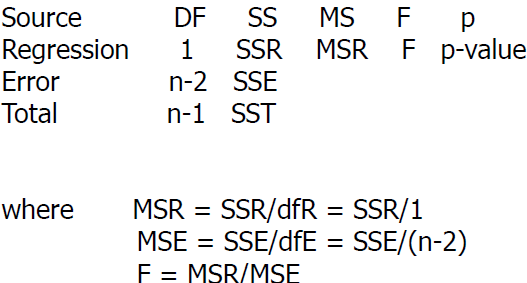 Source DF SS MS F p
Regression 1 SSR MSR F p-value
Error n-2 SSE
Total n-1 SST
where MSR = SSR/dfR = SSR/1
MSE = SSE/dfE = SSE/(n-2)
F = MSR/MSE